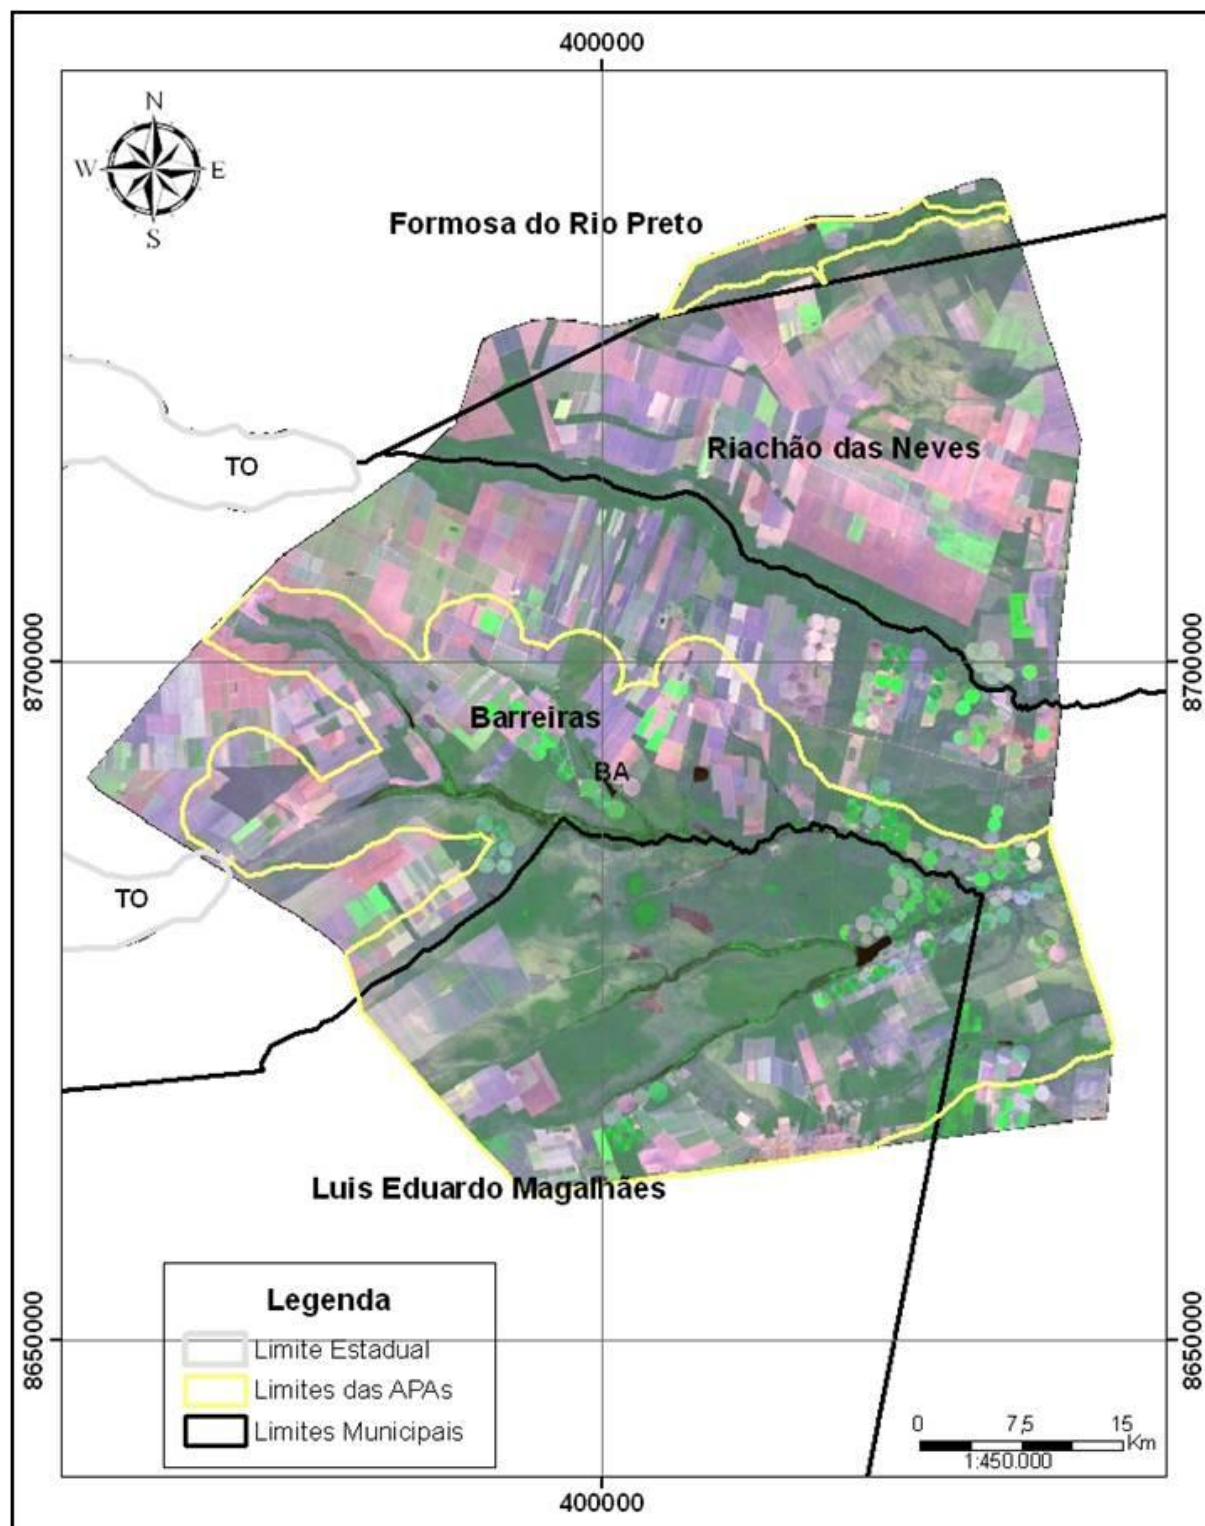 400000
N
W E
S
Formosa do Rio Preto
Riachão das Neves
TO
8700000
8700000
Barreiras
BA
TO
Luis Eduardo Magalhães
Legenda
Limite Estadual
Limites das APAs
Limites Municipais
8650000
8650000
0 7,5 15
Km
1:450.000
400000